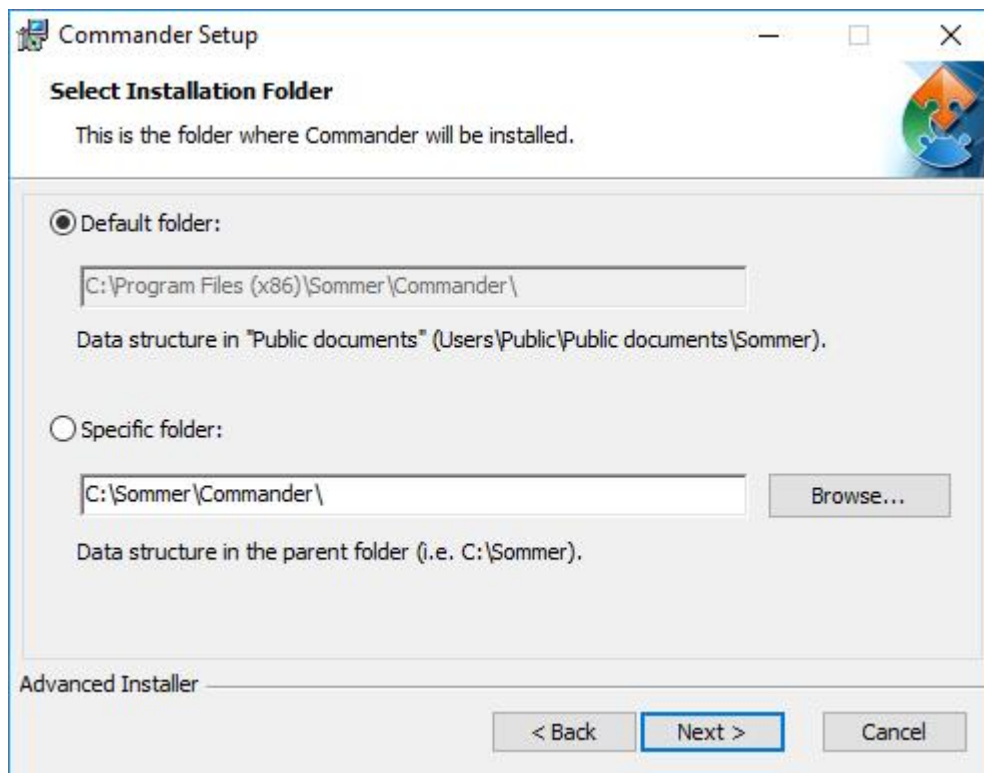 Commander Setup
Select Installation Folder
This is the folder where Commander will be installed.
Default folder:
C:\Program Files (x86)\Sommer\Commander\
Data structure in "Public documents" (Users\Public\Public documents\Sommer).
Specific folder:
C:\Sommer\Commander\
Browse...
Data structure in the parent folder (i.e. C:\Sommer).
Advanced Installer
< Back Next > Cancel